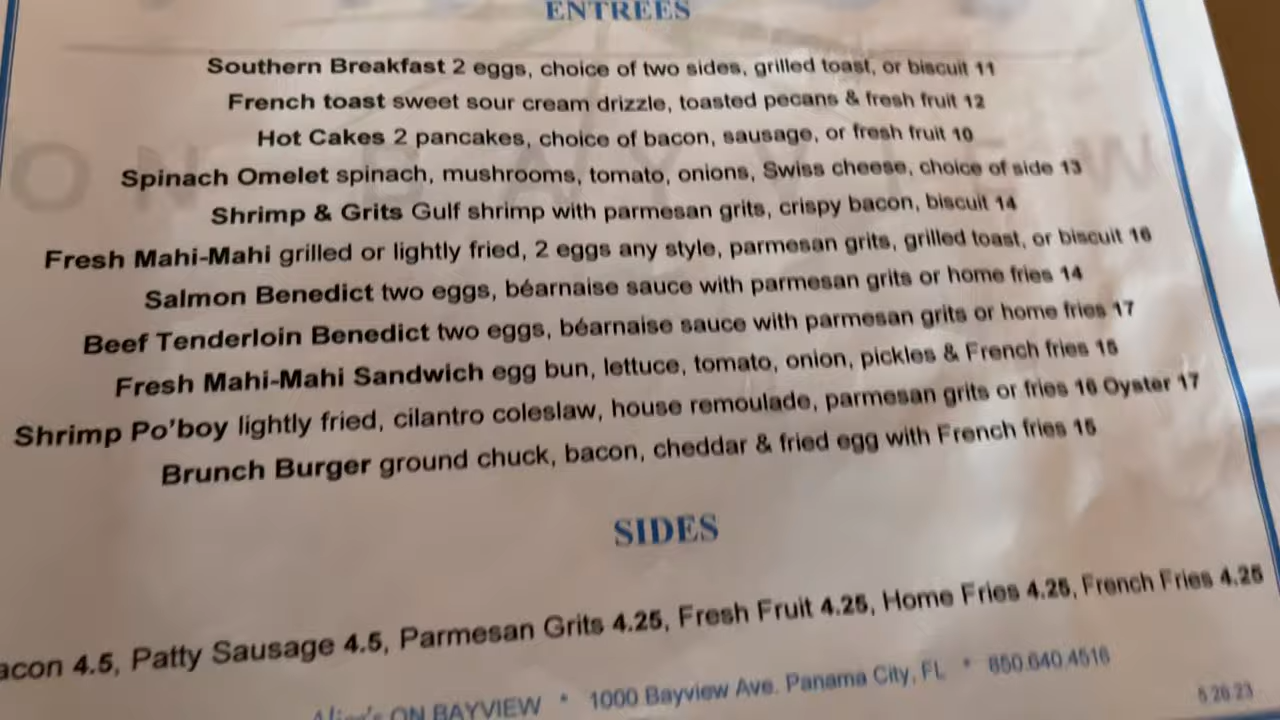 ENTREES
Southern Breakfast 2 eggs, choice of two sides, grilled toast, or biscuit 11
French toast sweet sour cream drizzle, toasted pecans & fresh fruit 12
Hot Cakes 2 pancakes, choice of bacon, sausage, or fresh fruit 10
Spinach Omelet spinach, mushrooms, tomato, onions, Swiss cheese, choice of side 13
Shrimp & Grits Gulf shrimp with parmesan grits, crispy bacon, biscuit 14
Fresh Mahi-Mahi grilled or lightly fried, 2 eggs any style, parmesan grits, grilled toast, or biscuit 16
Salmon Benedict two eggs, béarnaise sauce with parmesan grits or home fries 14
Beef Tenderloin Benedict two eggs, béarnaise sauce with parmesan grits or home fries 17
Fresh Mahi-Mahi Sandwich egg bun, lettuce, tomato, onion, pickles & French fries 15
Shrimp Po'boy lightly fried, cilantro coleslaw, house remoulade, parmesan grits or fries 16 Oyster 17
Brunch Burger ground chuck, bacon, cheddar & fried egg with French fries 15
SIDES
acon 4.5, Patty Sausage 4.5, Parmesan Grits 4.25, Fresh Fruit 4.25, Home Fries 4.25, French Fries 4.25
ON BAYVIEW * 1000 Bayview Ave. Panama City, FL * 850.640.4516
5 26 23